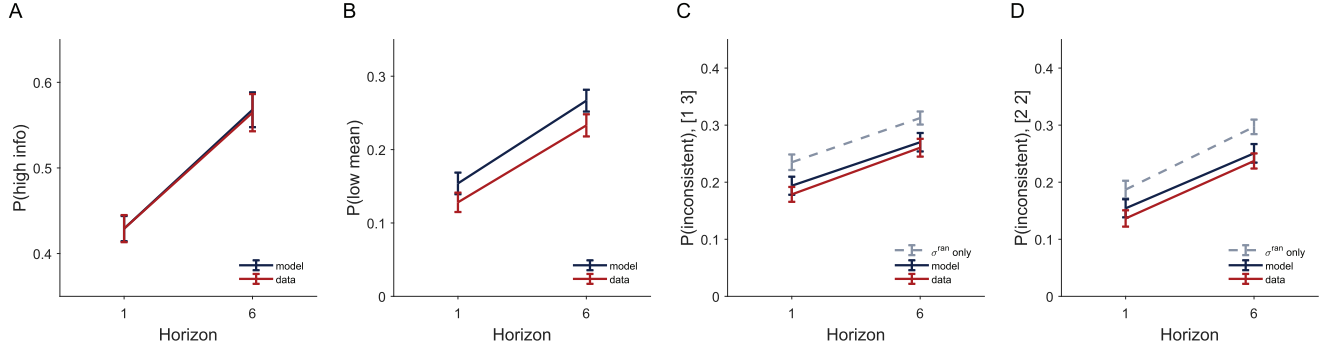 A
P(high info)
0.6
0.5
0.4
1
6
Horizon
model
data
B
P(low mean)
0.3
0.2
0.1
0
1
6
Horizon
model
data
C
P(inconsistent), [1 3]
0.4
0.3
0.2
0.1
0
1
6
Horizon
σ^ran only
model
data
D
P(inconsistent), [2 2]
0.4
0.3
0.2
0.1
0
1
6
Horizon
σ^ran only
model
data